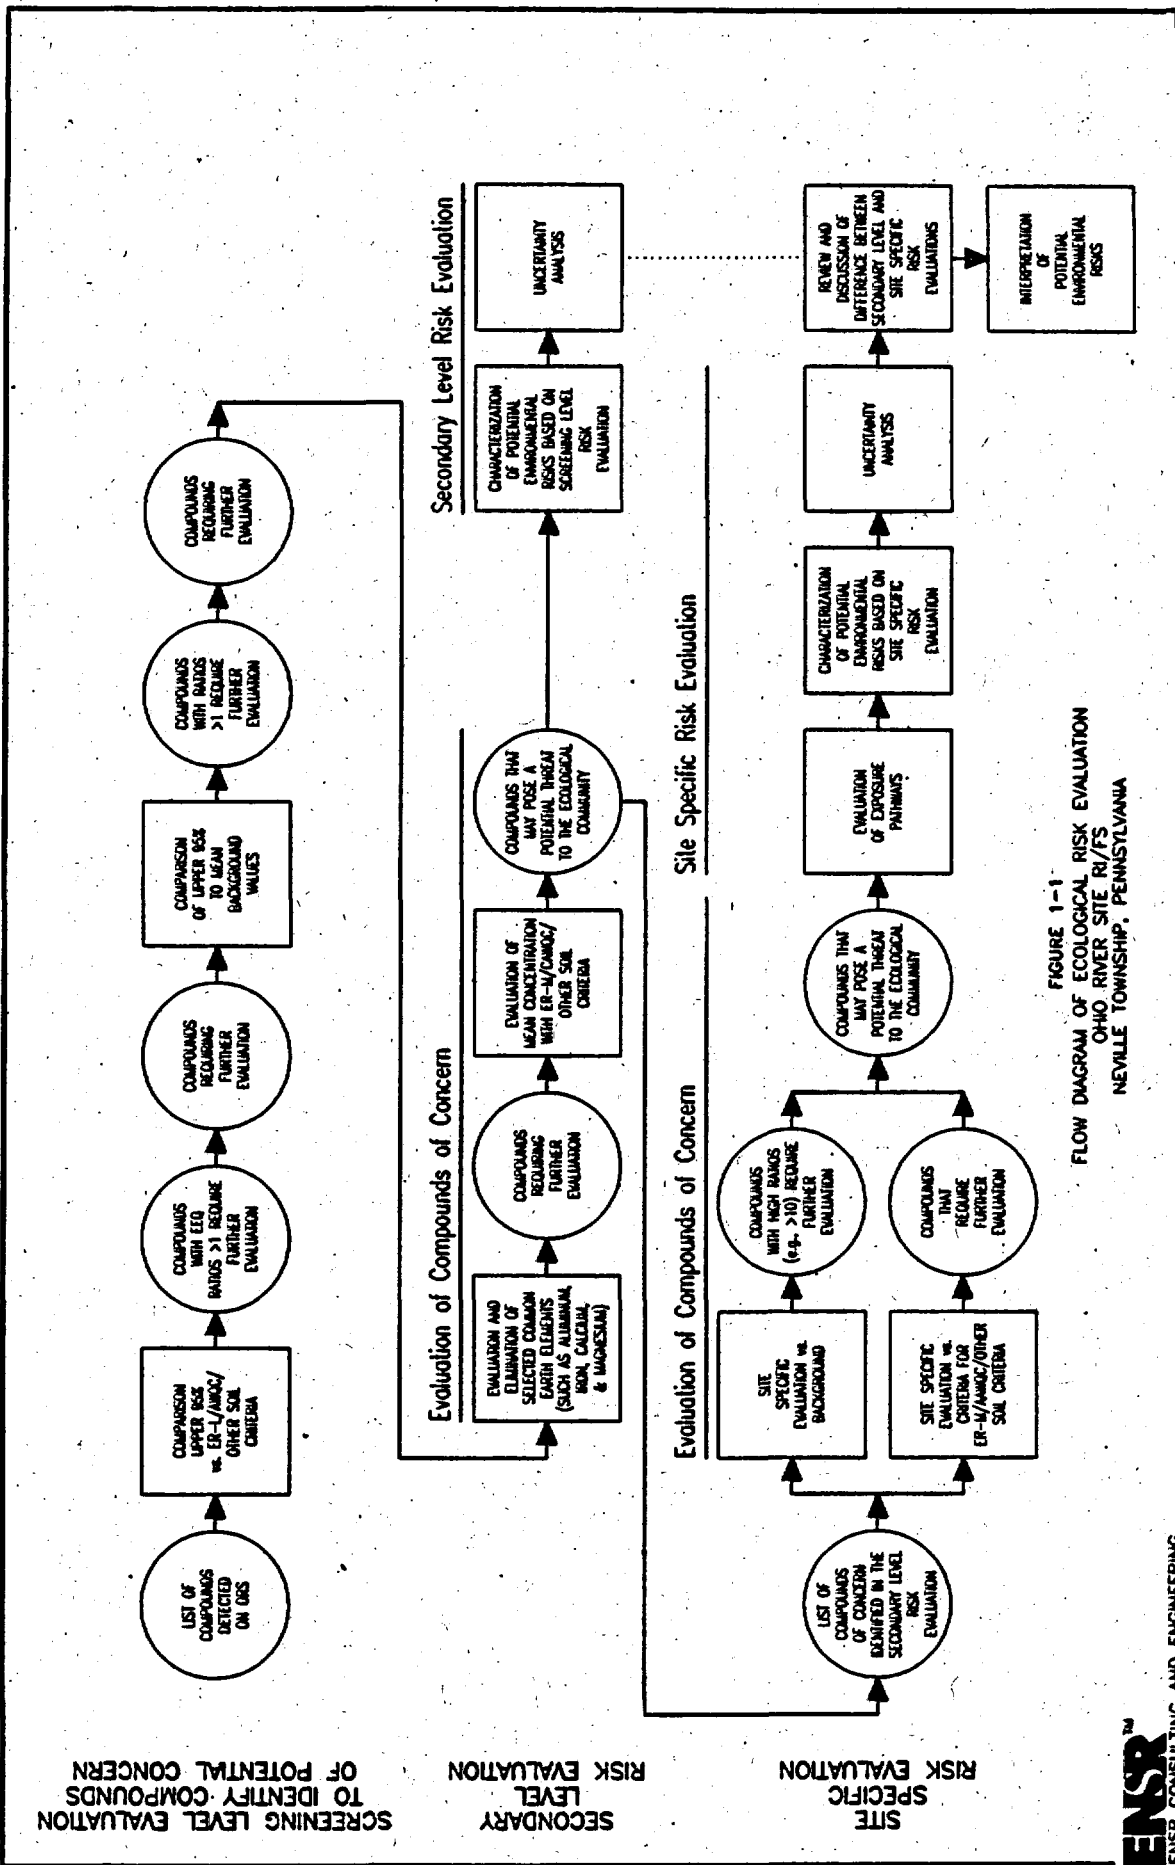 SCREENING LEVEL EVALUATION
TO IDENTIFY COMPOUNDS
OF POTENTIAL CONCERN
LIST OF
COMPOUNDS
DETECTED
ON ORS
COMPARISON
UPPER 95%
vs. ER-L/AWQC/
OTHER SOIL
CRITERIA
COMPOUNDS
WITH EEQ
RATIOS >1 REQUIRE
FURTHER
EVALUATION
COMPOUNDS
REQUIRING
FURTHER
EVALUATION
COMPARISON
OF UPPER 95%
TO MEAN
BACKGROUND
VALUES
COMPOUNDS
WITH RATIOS
>1 REQUIRE
FURTHER
EVALUATION
COMPOUNDS
REQUIRING
FURTHER
EVALUATION
SECONDARY
LEVEL
RISK EVALUATION
Evaluation of Compounds of Concern
EVALUATION AND
ELIMINATION OF
SELECTED COMMON
EARTH ELEMENTS
(SUCH AS ALUMINUM,
IRON, CALCIUM,
& MAGNESIUM)
COMPOUNDS
REQUIRING
FURTHER
EVALUATION
EVALUATION OF
MEAN CONCENTRATION
WITH ER-M/CAWQC/
OTHER SOIL
CRITERIA
COMPOUNDS THAT
MAY POSE A
POTENTIAL THREAT
TO THE ECOLOGICAL
COMMUNITY
Secondary Level Risk Evaluation
CHARACTERIZATION
OF POTENTIAL
ENVIRONMENTAL
RISKS BASED ON
SCREENING LEVEL
RISK
EVALUATION
UNCERTAINTY
ANALYSIS
SITE
SPECIFIC
RISK EVALUATION
LIST OF
COMPOUNDS
OF CONCERN
IDENTIFIED IN THE
SECONDARY LEVEL
RISK
EVALUATION
Evaluation of Compounds of Concern
SITE
SPECIFIC
EVALUATION vs.
BACKGROUND
COMPOUNDS
WITH HIGH RATIOS
(e.g., >10) REQUIRE
FURTHER
EVALUATION
SITE SPECIFIC
EVALUATION vs.
CRITERIA FOR
ER-M/AWQC/OTHER
SOIL CRITERIA
COMPOUNDS
THAT
REQUIRE
FURTHER
EVALUATION
COMPOUNDS THAT
MAY POSE A
POTENTIAL THREAT
TO THE ECOLOGICAL
COMMUNITY
Site Specific Risk Evaluation
EVALUATION
OF EXPOSURE
PATHWAYS
CHARACTERIZATION
OF POTENTIAL
ENVIRONMENTAL
RISKS BASED ON
SITE SPECIFIC
RISK
EVALUATION
UNCERTAINTY
ANALYSIS
REVIEW AND
DISCUSSION OF
DIFFERENCE BETWEEN
SECONDARY LEVEL AND
SITE SPECIFIC
RISK
EVALUATIONS
INTERPRETATION
OF
POTENTIAL
ENVIRONMENTAL
RISKS
FIGURE 1-1
FLOW DIAGRAM OF ECOLOGICAL RISK EVALUATION
OHIO RIVER SITE RI/FS
NEVILLE TOWNSHIP, PENNSYLVANIA
ENSR™
ENSR CONSULTING AND ENGINEERING